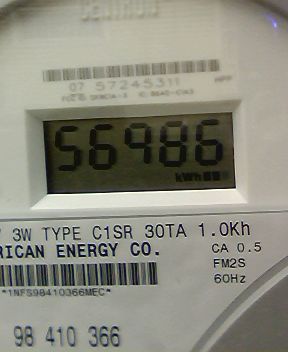 CENTRON
07 57245311
56986
kWh
3W TYPE C1SR 30TA 1.0Kh
RICAN ENERGY CO.
CA 0.5
FM2S
60Hz
*1NFS98410366MEC*
98 410 366